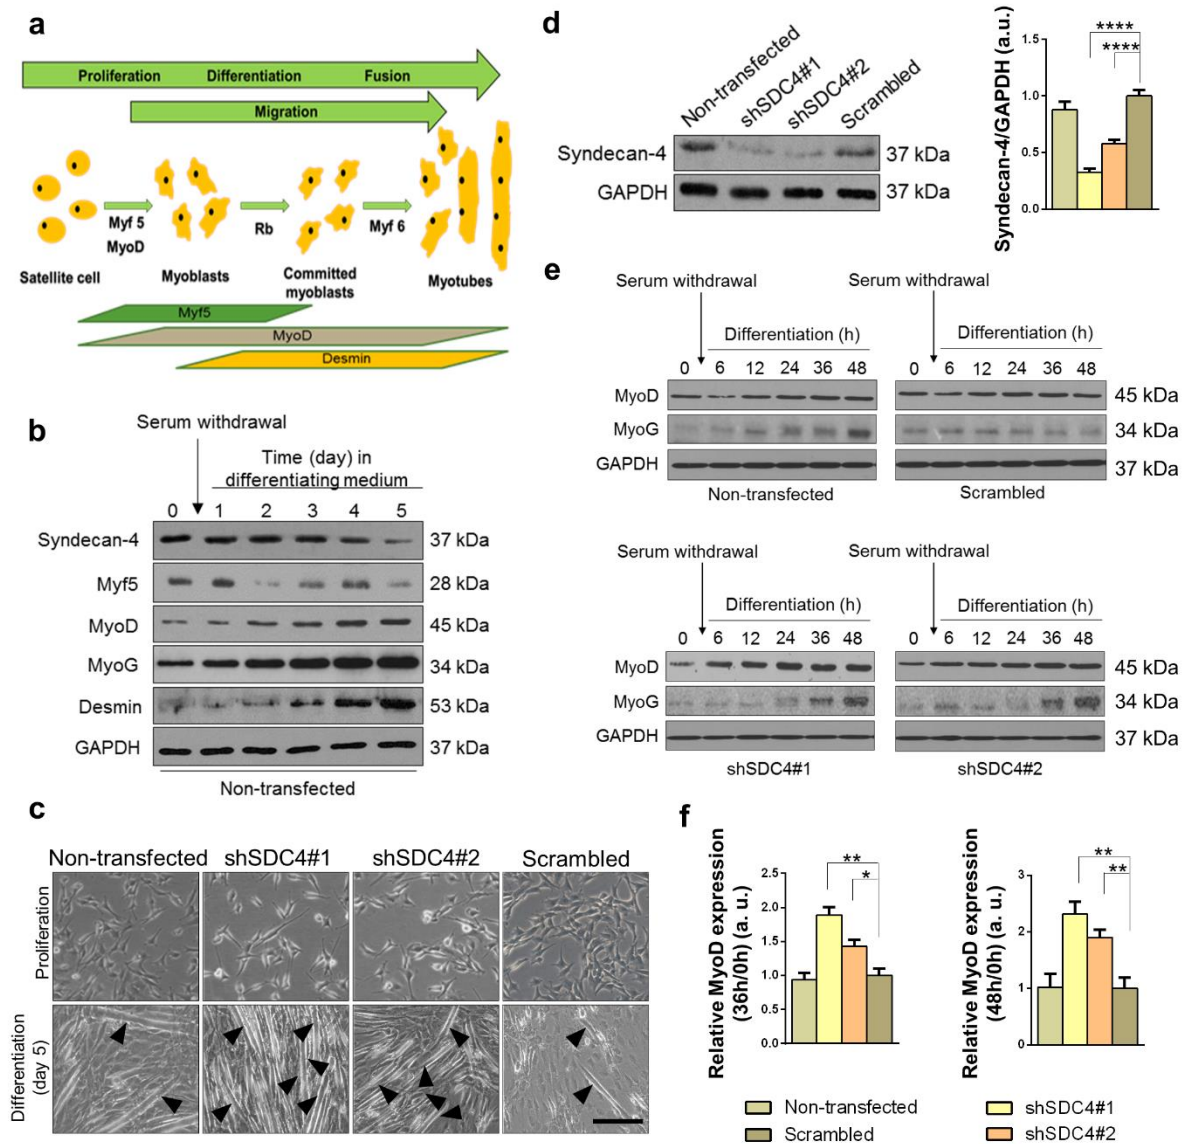 a
Proliferation Differentiation Fusion
Migration
Myf 5
MyoD
Rb
Myf 6
Satellite cell
Myoblasts
Committed
myoblasts
Myotubes
Myf5
MyoD
Desmin
b
Serum withdrawal
Time (day) in
differentiating medium
0 1 2 3 4 5
Syndecan-4 37 kDa
Myf5 28 kDa
MyoD 45 kDa
MyoG 34 kDa
Desmin 53 kDa
GAPDH 37 kDa
Non-transfected
c
Non-transfected shSDC4#1 shSDC4#2 Scrambled
Proliferation
Differentiation
(day 5)
d
Non-transfected
shSDC4#1
shSDC4#2
Scrambled
Syndecan-4 37 kDa
GAPDH 37 kDa
Syndecan-4/GAPDH (a.u.)
1.5
1.0
0.5
0.0
****
****
e
Serum withdrawal Serum withdrawal
Differentiation (h) Differentiation (h)
0 6 12 24 36 48 0 6 12 24 36 48
MyoD 45 kDa
MyoG 34 kDa
GAPDH 37 kDa
Non-transfected Scrambled
Serum withdrawal Serum withdrawal
Differentiation (h) Differentiation (h)
0 6 12 24 36 48 0 6 12 24 36 48
MyoD 45 kDa
MyoG 34 kDa
GAPDH 37 kDa
shSDC4#1 shSDC4#2
f
Relative MyoD expression
(36h/0h) (a. u.)
2.5
2.0
1.5
1.0
0.5
0.0
**
*
Relative MyoD expression
(48h/0h) (a. u.)
3
2
1
0
**
**
Non-transfected shSDC4#1
Scrambled shSDC4#2